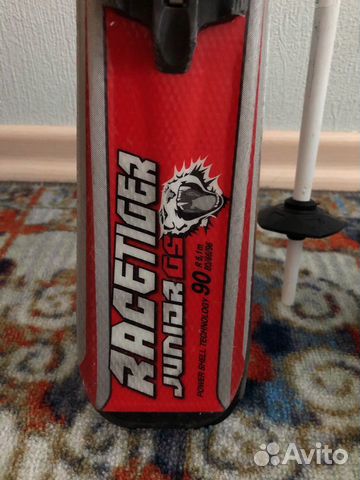 RACETIGER
JUNIOR GS
POWER SHELL TECHNOLOGY
90
Avito